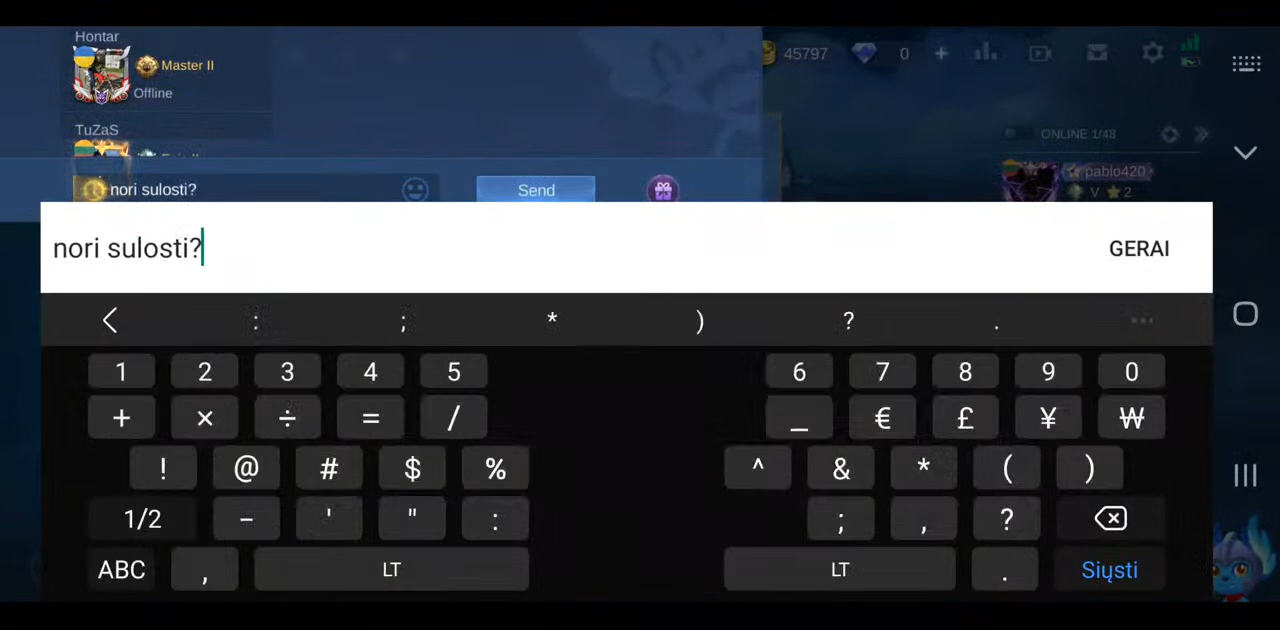 Hontar
Master II
Offline
TuZaS
45797
0
ONLINE 1/48
pablo420
V ★2
nori sulosti?
Send
nori sulosti?
GERAI
: ; * ) ? .
1 2 3 4 5 6 7 8 9 0
+ × ÷ = / _ € £ ¥ ₩
! @ # $ % ^ & * ( )
1/2 - ' " : ; , ?
ABC , LT LT . Siųsti